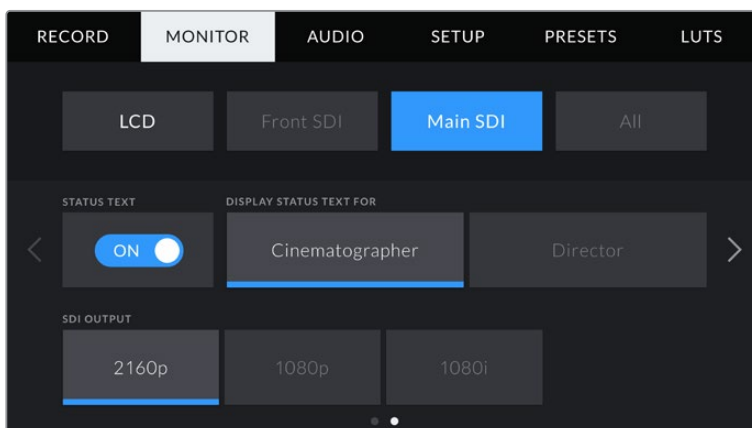 RECORD MONITOR AUDIO SETUP PRESETS LUTS
LCD Front SDI Main SDI All
STATUS TEXT DISPLAY STATUS TEXT FOR
ON Cinematographer Director
SDI OUTPUT
2160p 1080p 1080i